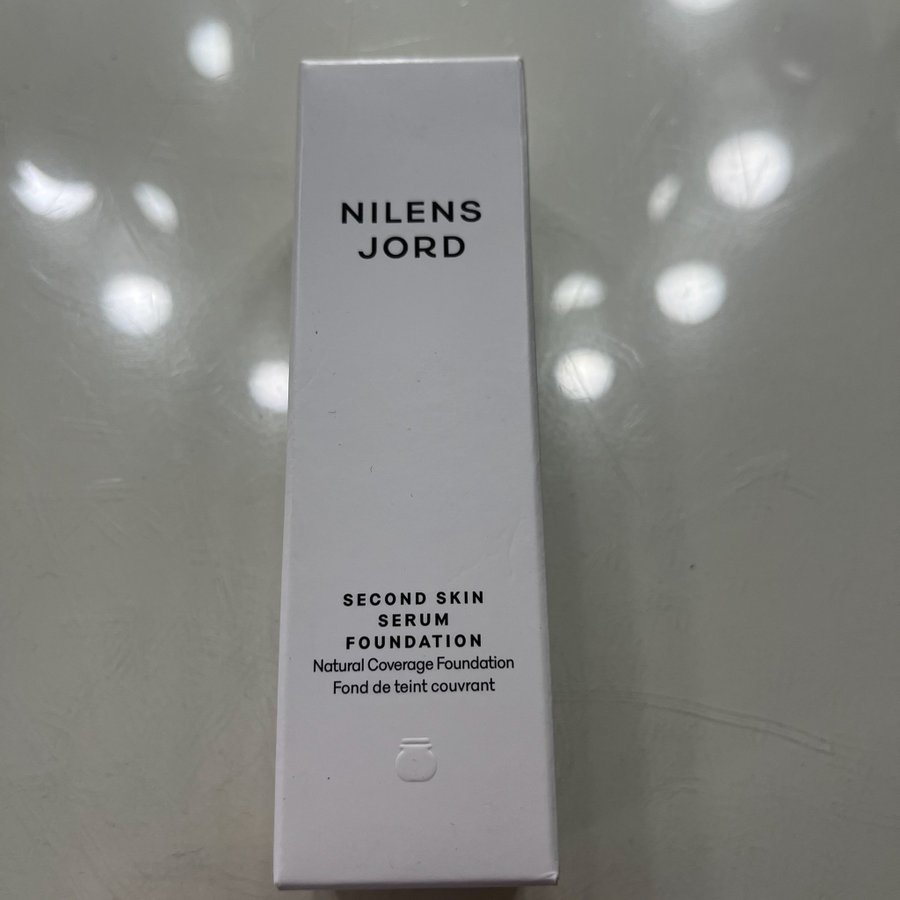 NILENS
JORD
SECOND SKIN
SERUM
FOUNDATION
Natural Coverage Foundation
Fond de teint couvrant